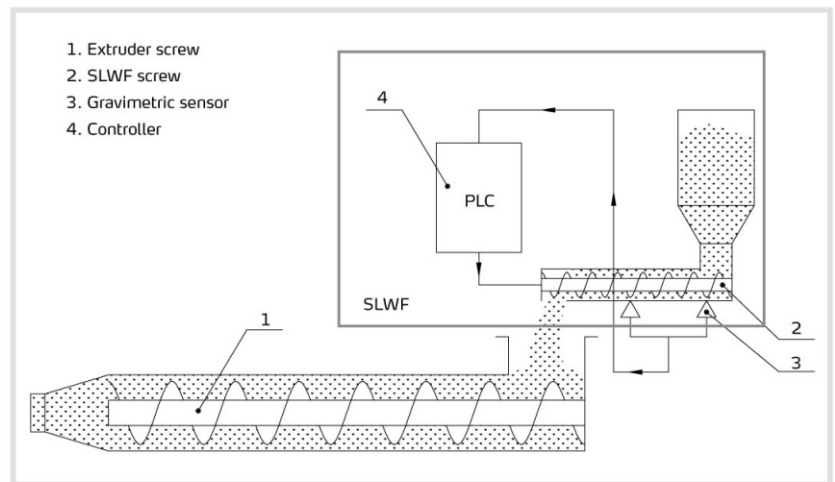 1. Extruder screw
2. SLWF screw
3. Gravimetric sensor
4. Controller
4
PLC
SLWF
1
2
3